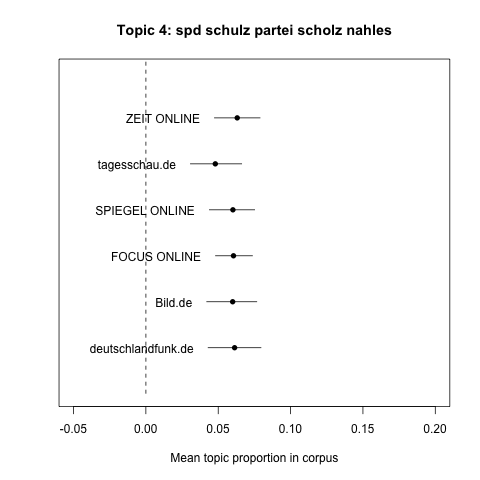 Topic 4: spd schulz partei scholz nahles
ZEIT ONLINE
tagesschau.de
SPIEGEL ONLINE
FOCUS ONLINE
Bild.de
deutschlandfunk.de
-0.05 0.00 0.05 0.10 0.15 0.20
Mean topic proportion in corpus